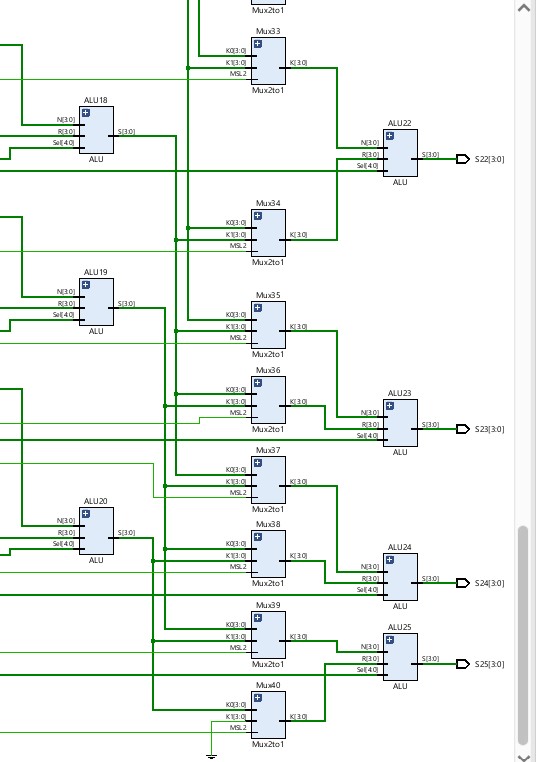 Mux2to1
Mux33
K0[3:0]
K1[3:0]
MSL2
K[3:0]
Mux2to1
ALU18
N[3:0]
R[3:0]
Sel[4:0]
S[3:0]
ALU
ALU22
N[3:0]
R[3:0]
Sel[4:0]
S[3:0]
S22[3:0]
ALU
Mux34
K0[3:0]
K1[3:0]
MSL2
K[3:0]
Mux2to1
ALU19
N[3:0]
R[3:0]
Sel[4:0]
S[3:0]
ALU
Mux35
K0[3:0]
K1[3:0]
MSL2
K[3:0]
Mux2to1
Mux36
K0[3:0]
K1[3:0]
MSL2
K[3:0]
Mux2to1
ALU23
N[3:0]
R[3:0]
Sel[4:0]
S[3:0]
S23[3:0]
ALU
Mux37
K0[3:0]
K1[3:0]
MSL2
K[3:0]
Mux2to1
ALU20
N[3:0]
R[3:0]
Sel[4:0]
S[3:0]
ALU
Mux38
K0[3:0]
K1[3:0]
MSL2
K[3:0]
Mux2to1
ALU24
N[3:0]
R[3:0]
Sel[4:0]
S[3:0]
S24[3:0]
ALU
Mux39
K0[3:0]
K1[3:0]
MSL2
K[3:0]
Mux2to1
ALU25
N[3:0]
R[3:0]
Sel[4:0]
S[3:0]
S25[3:0]
ALU
Mux40
K0[3:0]
K1[3:0]
MSL2
K[3:0]
Mux2to1